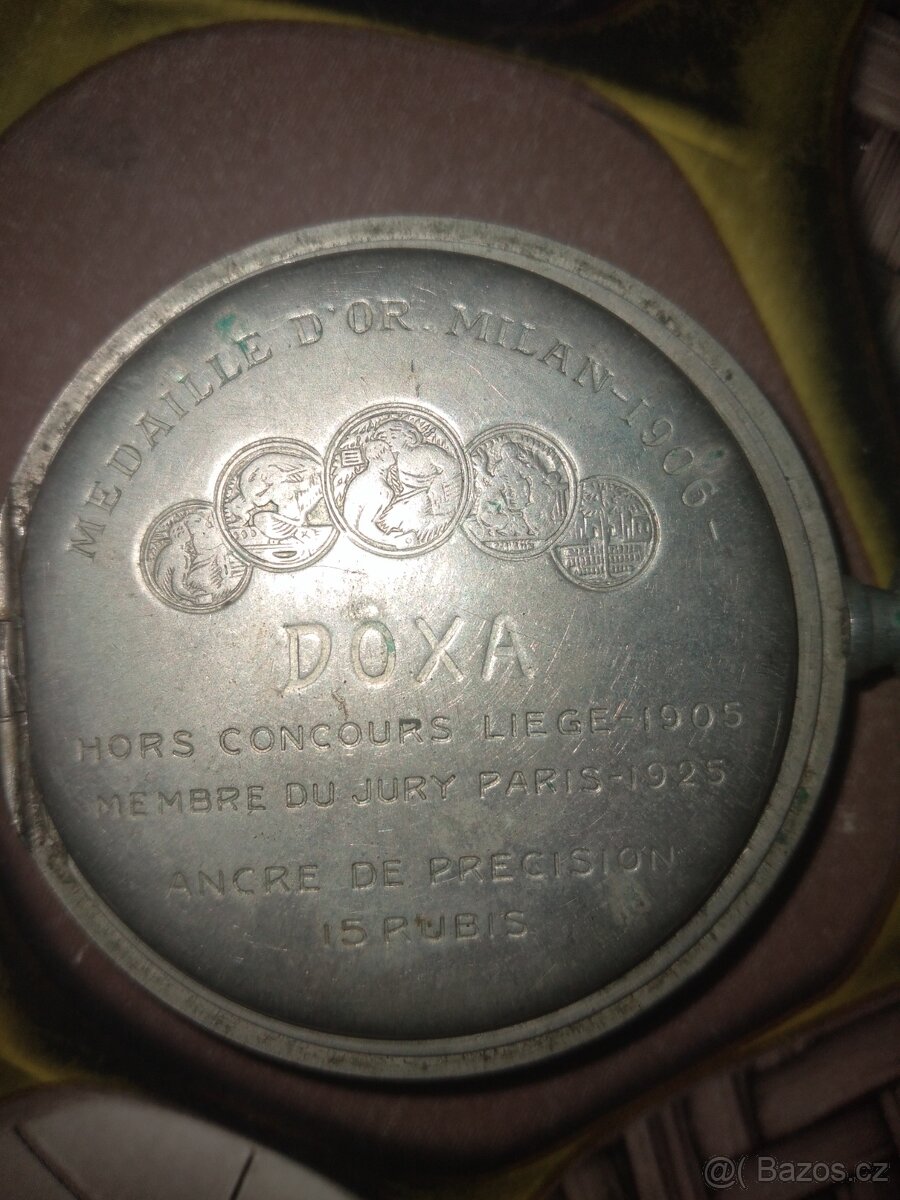 MEDAILLE D'OR. MILAN-1906-
DOXA
HORS CONCOURS LIEGE-1905
MEMBRE DU JURY PARIS-1925
ANCRE DE PRECISION
15 RUBIS
@( Bazos.cz